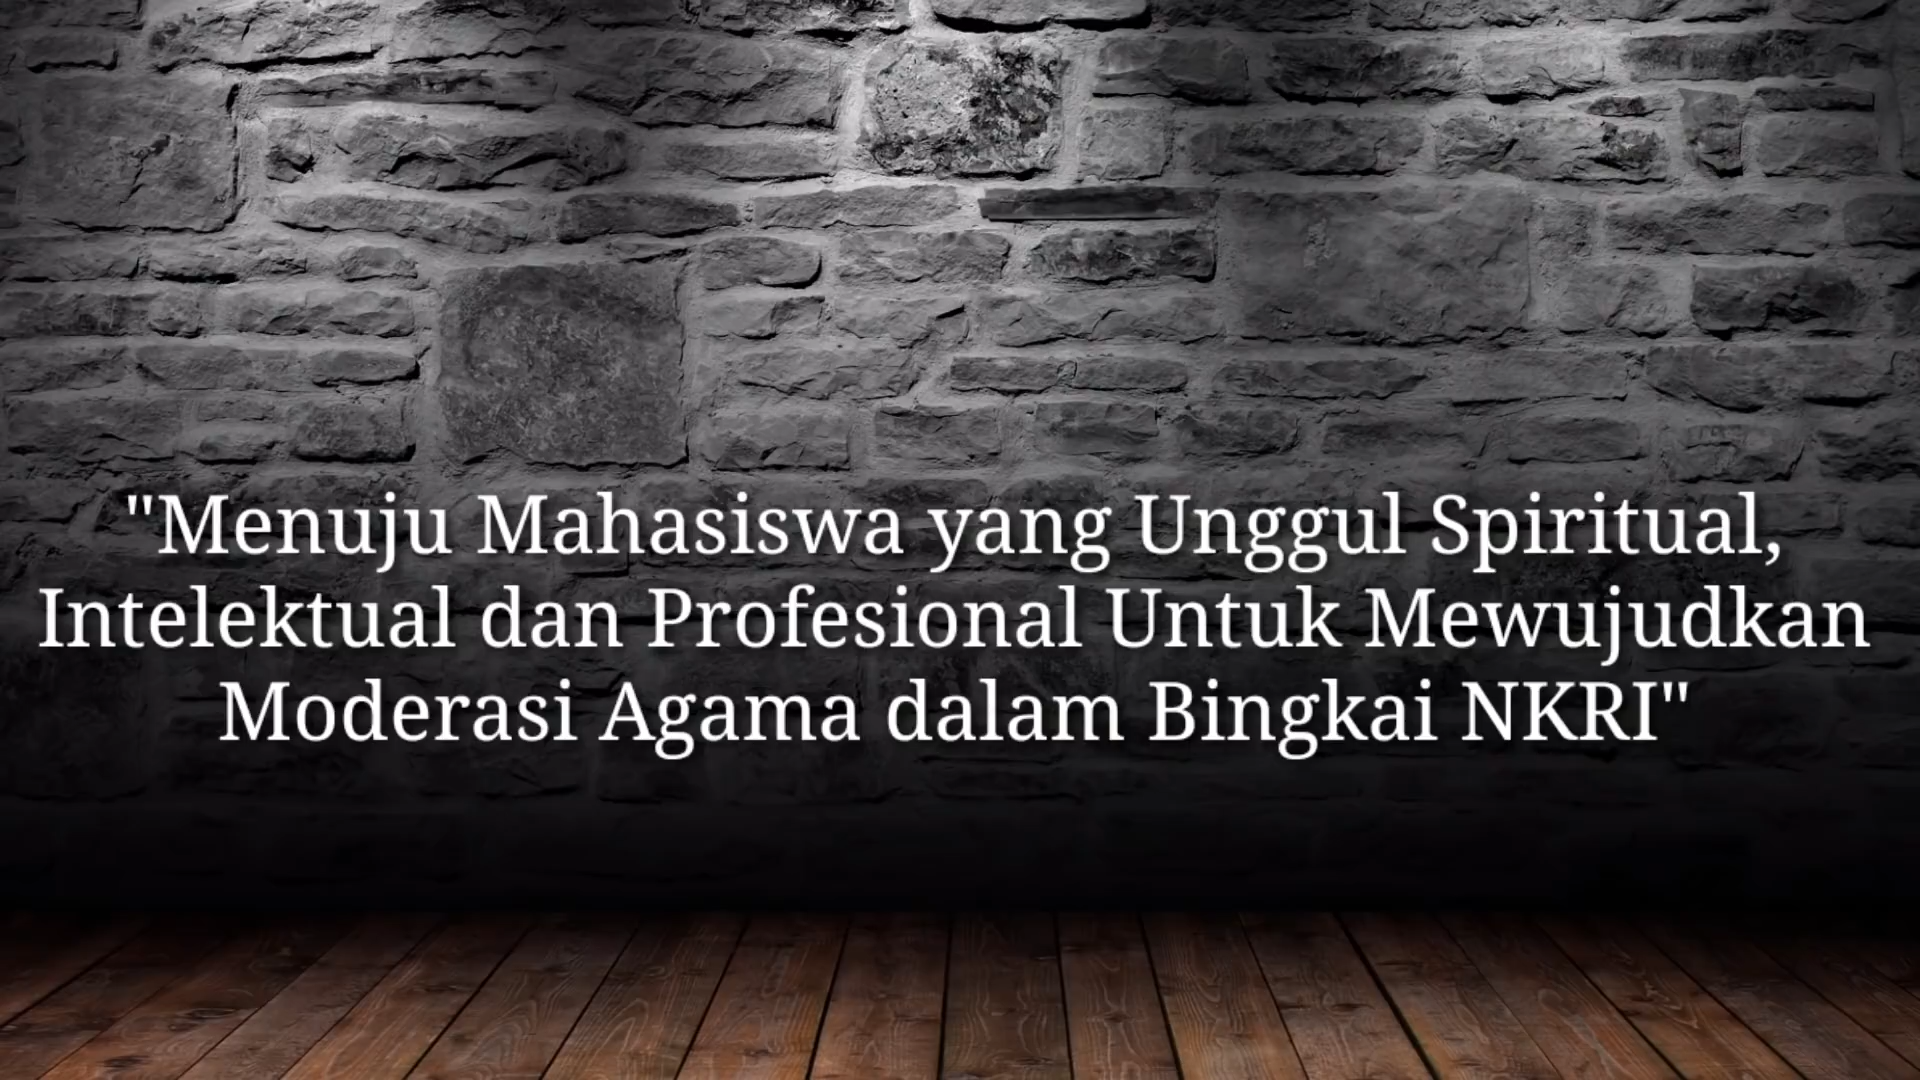 "Menuju Mahasiswa yang Unggul Spiritual,
Intelektual dan Profesional Untuk Mewujudkan
Moderasi Agama dalam Bingkai NKRI"